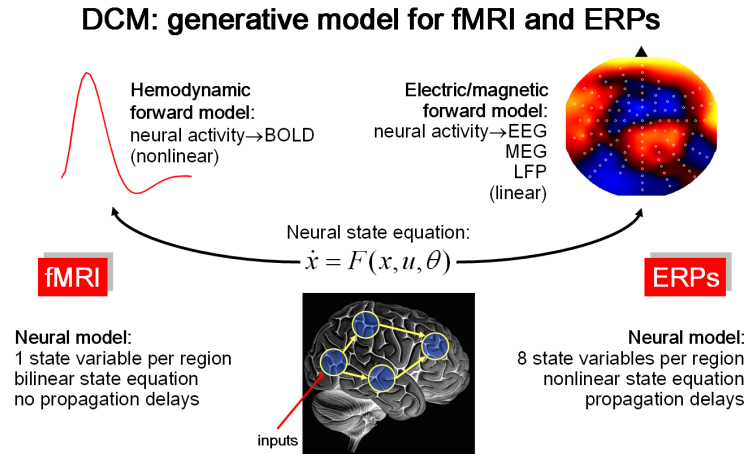 DCM: generative model for fMRI and ERPs
Hemodynamic
forward model:
neural activity→BOLD
(nonlinear)
Electric/magnetic
forward model:
neural activity→EEG
MEG
LFP
(linear)
Neural state equation:
ẋ = F(x, u, θ)
fMRI
ERPs
Neural model:
1 state variable per region
bilinear state equation
no propagation delays
Neural model:
8 state variables per region
nonlinear state equation
propagation delays
inputs